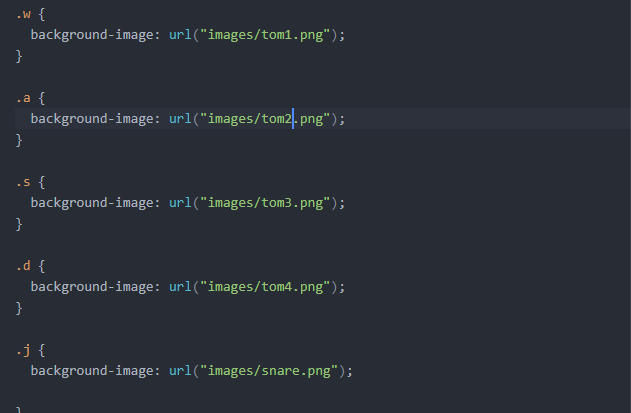 .w {
  background-image: url("images/tom1.png");
}

.a {
  background-image: url("images/tom2.png");
}

.s {
  background-image: url("images/tom3.png");
}

.d {
  background-image: url("images/tom4.png");
}

.j {
  background-image: url("images/snare.png");

}